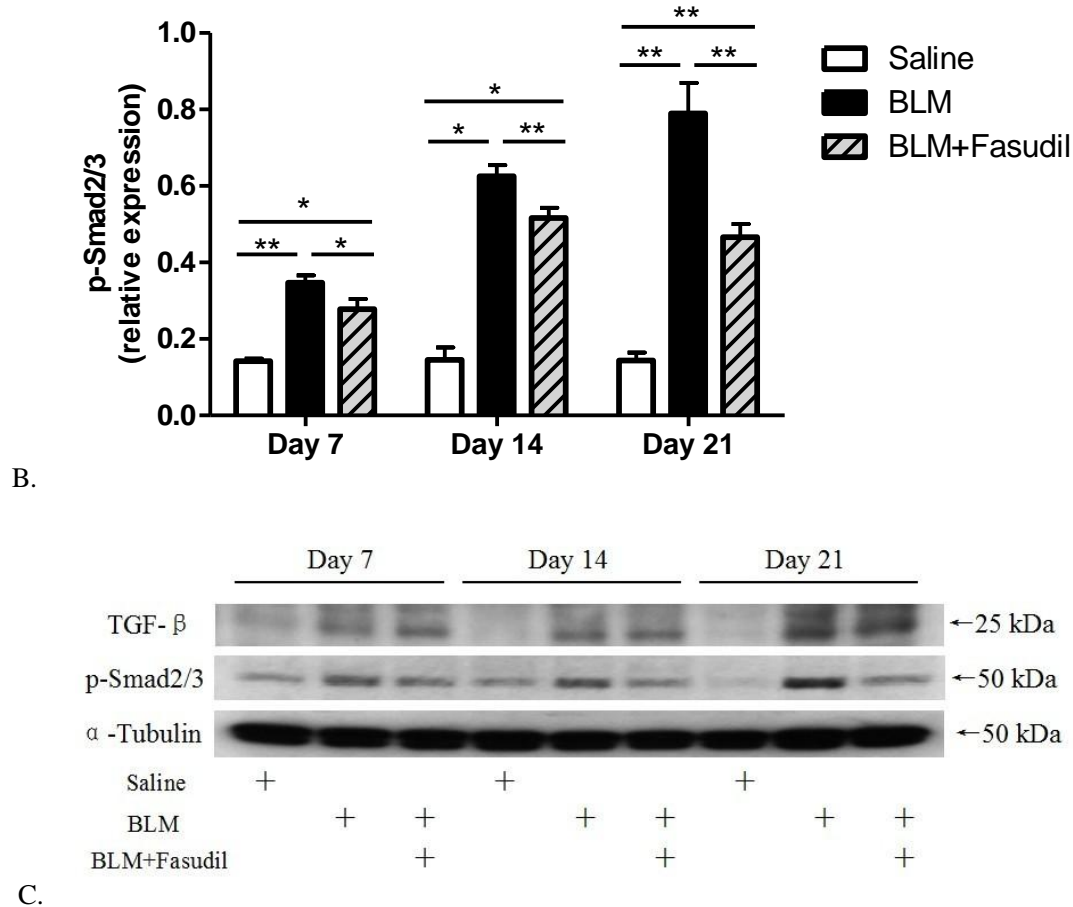 1.0
0.8
0.6
0.4
0.2
0.0
p-Smad2/3
(relative expression)
*
**
*
*
*
**
**
**
**
Saline
BLM
BLM+Fasudil
Day 7
Day 14
Day 21
B.
Day 7
Day 14
Day 21
TGF-β
←25 kDa
p-Smad2/3
←50 kDa
α-Tubulin
←50 kDa
Saline + + +
BLM + + + + + +
BLM+Fasudil + + +
C.